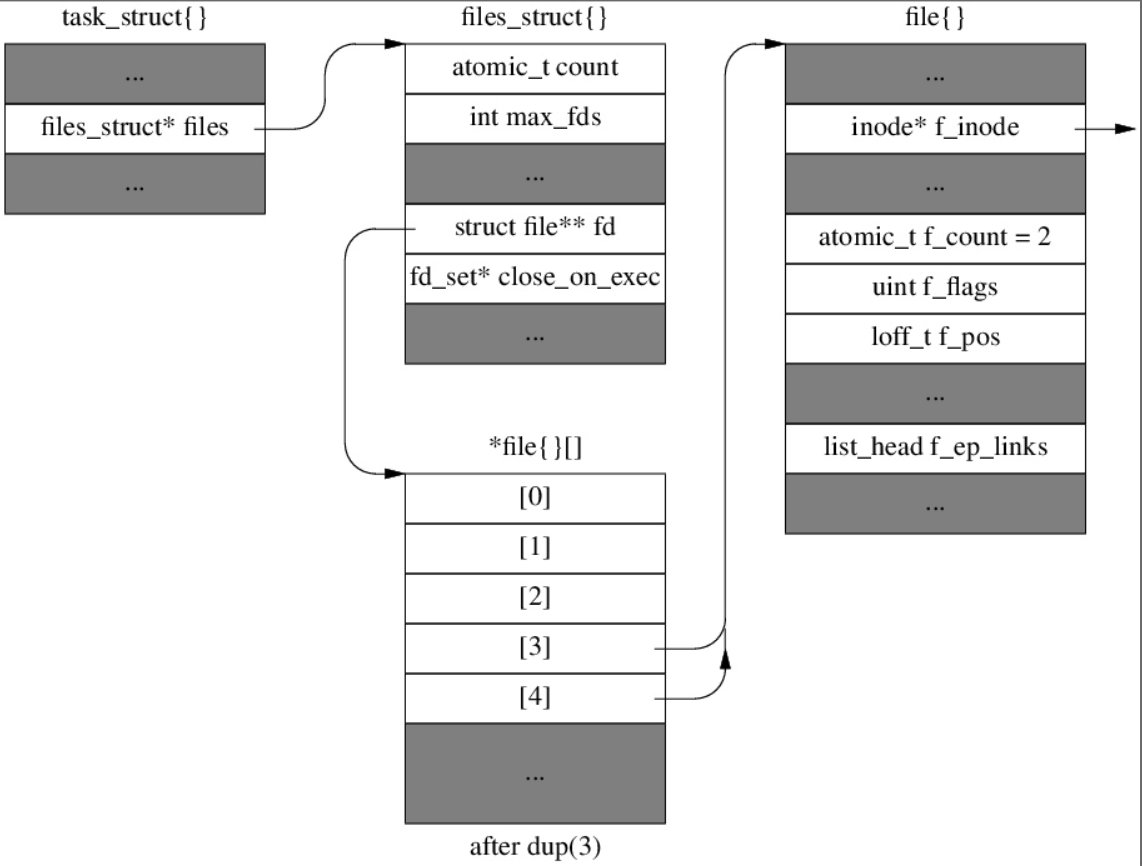 task_struct{}
...
files_struct* files
...
files_struct{}
atomic_t count
int max_fds
...
struct file** fd
fd_set* close_on_exec
...
*file{}[]
[0]
[1]
[2]
[3]
[4]
...
after dup(3)
file{}
...
inode* f_inode
...
atomic_t f_count = 2
uint f_flags
loff_t f_pos
...
list_head f_ep_links
...